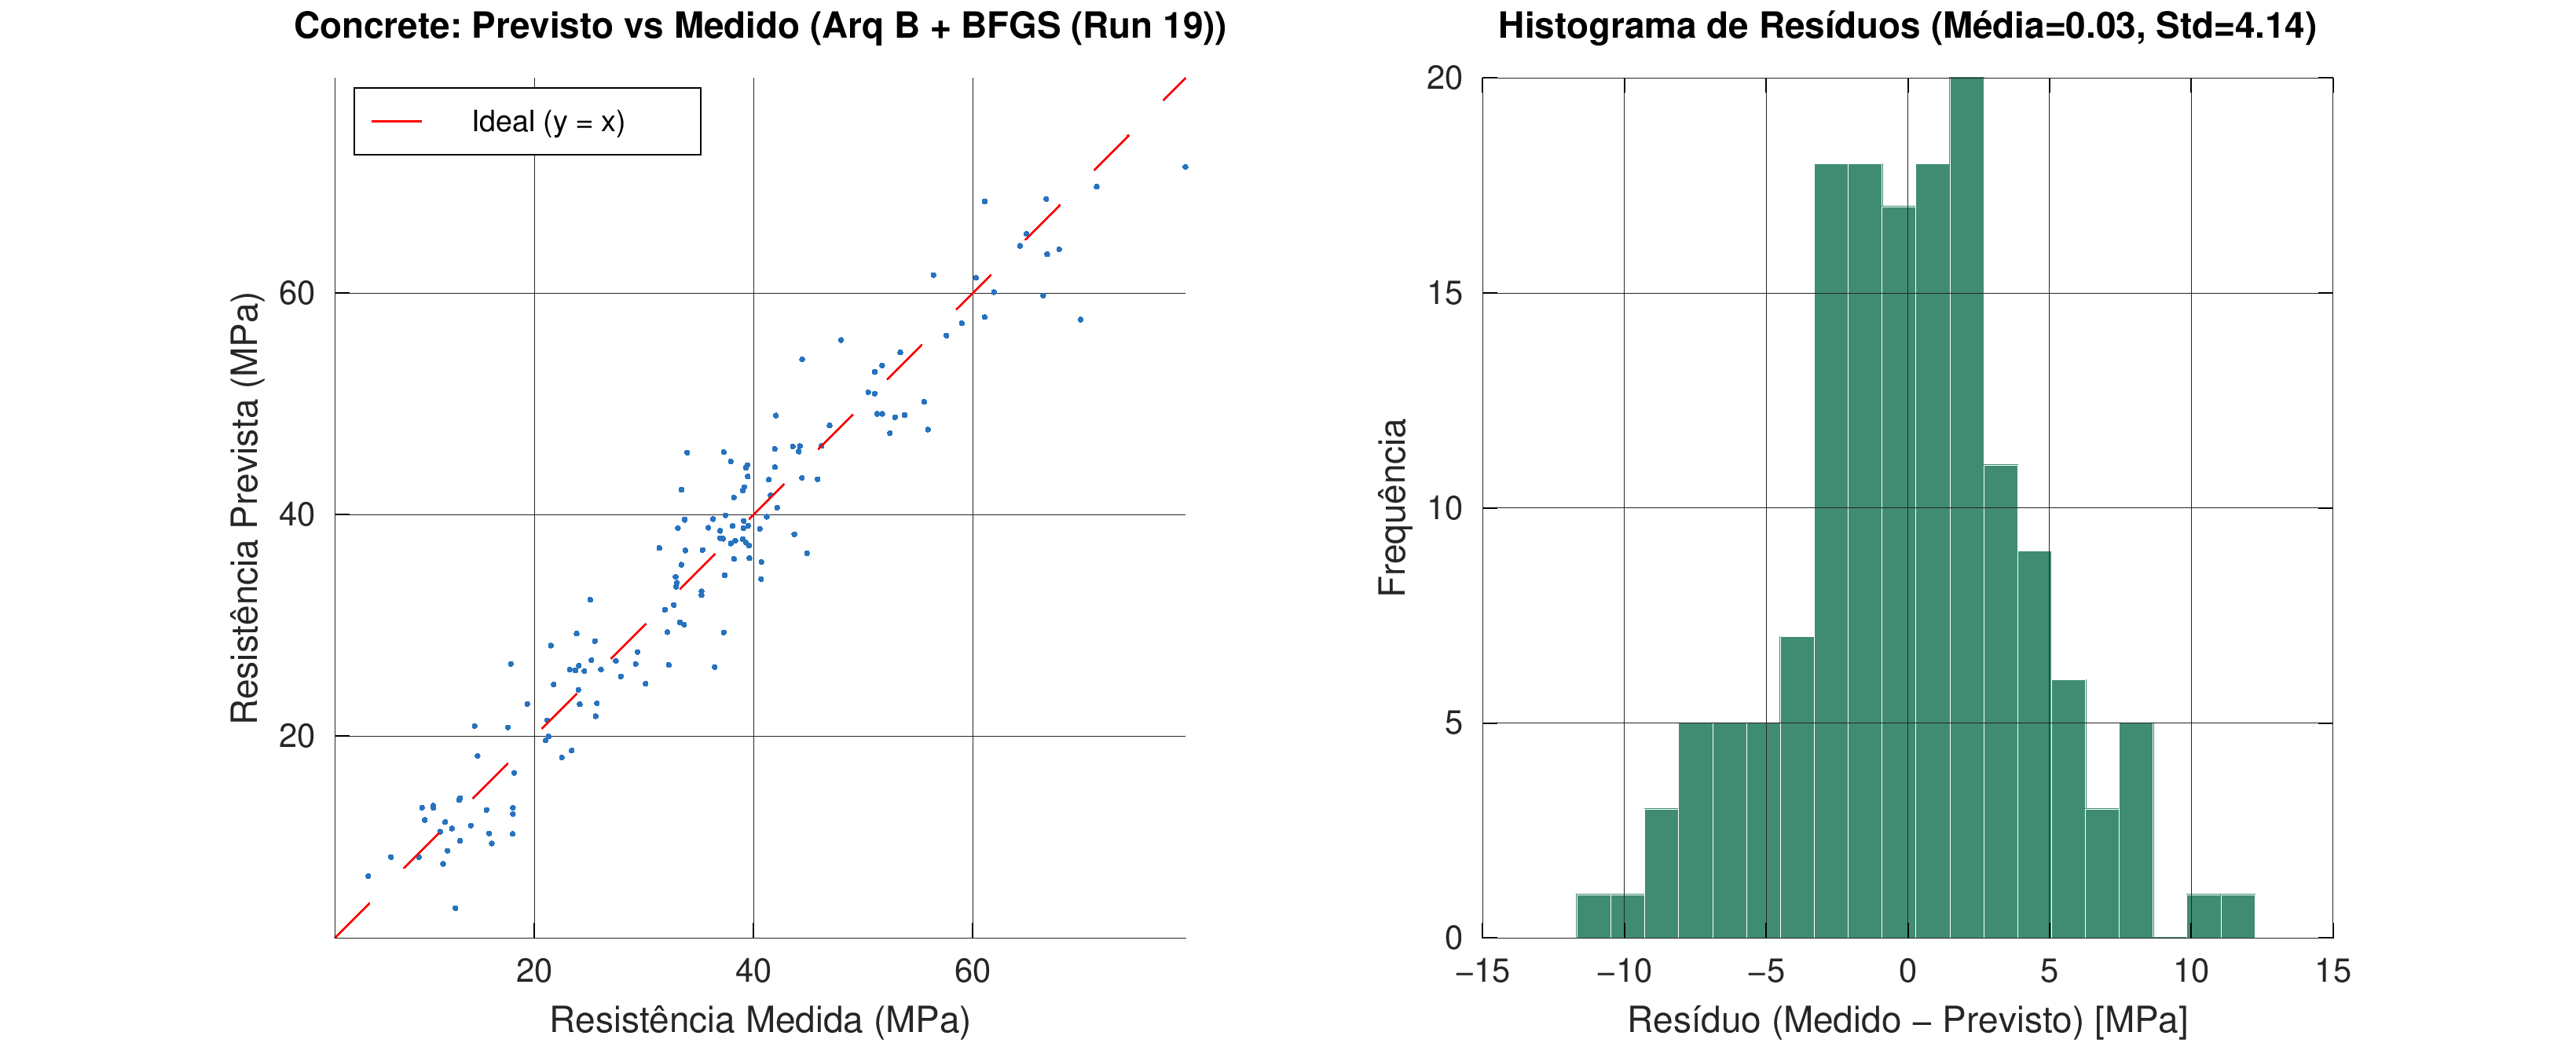 Concrete: Previsto vs Medido (Arq B + BFGS (Run 19))
Ideal (y = x)
60
40
20
20 40 60
Resistência Prevista (MPa)
Resistência Medida (MPa)
Histograma de Resíduos (Média=0.03, Std=4.14)
20
15
10
5
0
−15 −10 −5 0 5 10 15
Frequência
Resíduo (Medido − Previsto) [MPa]